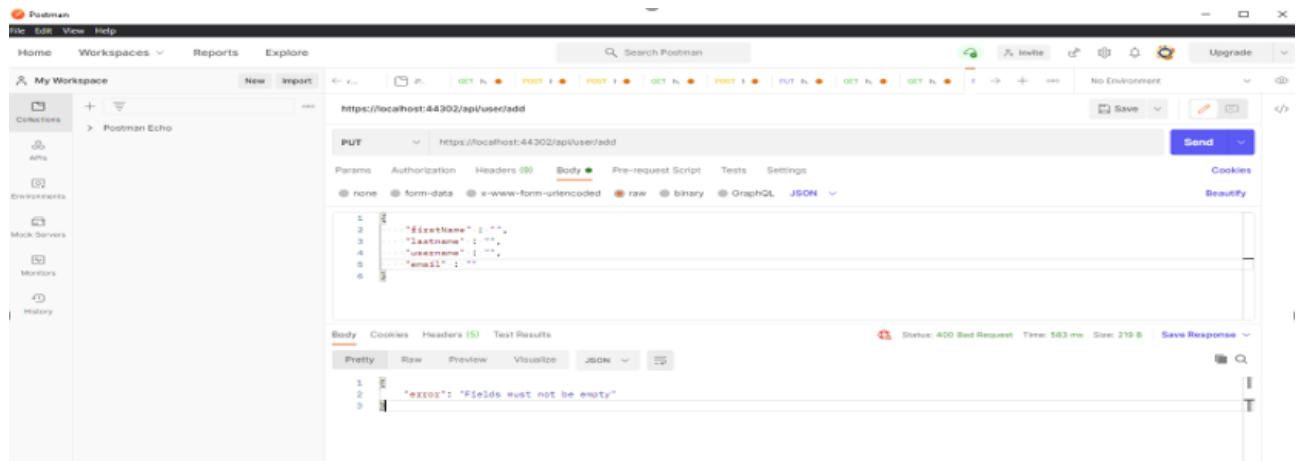 Postman
File Edit View Help
Home Workspaces Reports Explore Search Postman Invite Upgrade
My Workspace New Import GET POST POST GET POST PUT GET GET No Environment
Collections
APIs
Environments
Mock Servers
Monitors
History
Postman Echo
https://localhost:44302/api/user/add Save
PUT https://localhost:44302/api/user/add Send
Params Authorization Headers (9) Body Pre-request Script Tests Settings Cookies
none form-data x-www-form-urlencoded raw binary GraphQL JSON Beautify
1 {
2 "firstName" : "",
3 "lastname" : "",
4 "username" : "",
5 "email" : ""
6 }
Body Cookies Headers (5) Test Results Status: 400 Bad Request Time: 583 ms Size: 219 B Save Response
Pretty Raw Preview Visualize JSON
1 {
2 "error": "Fields must not be empty"
3 }